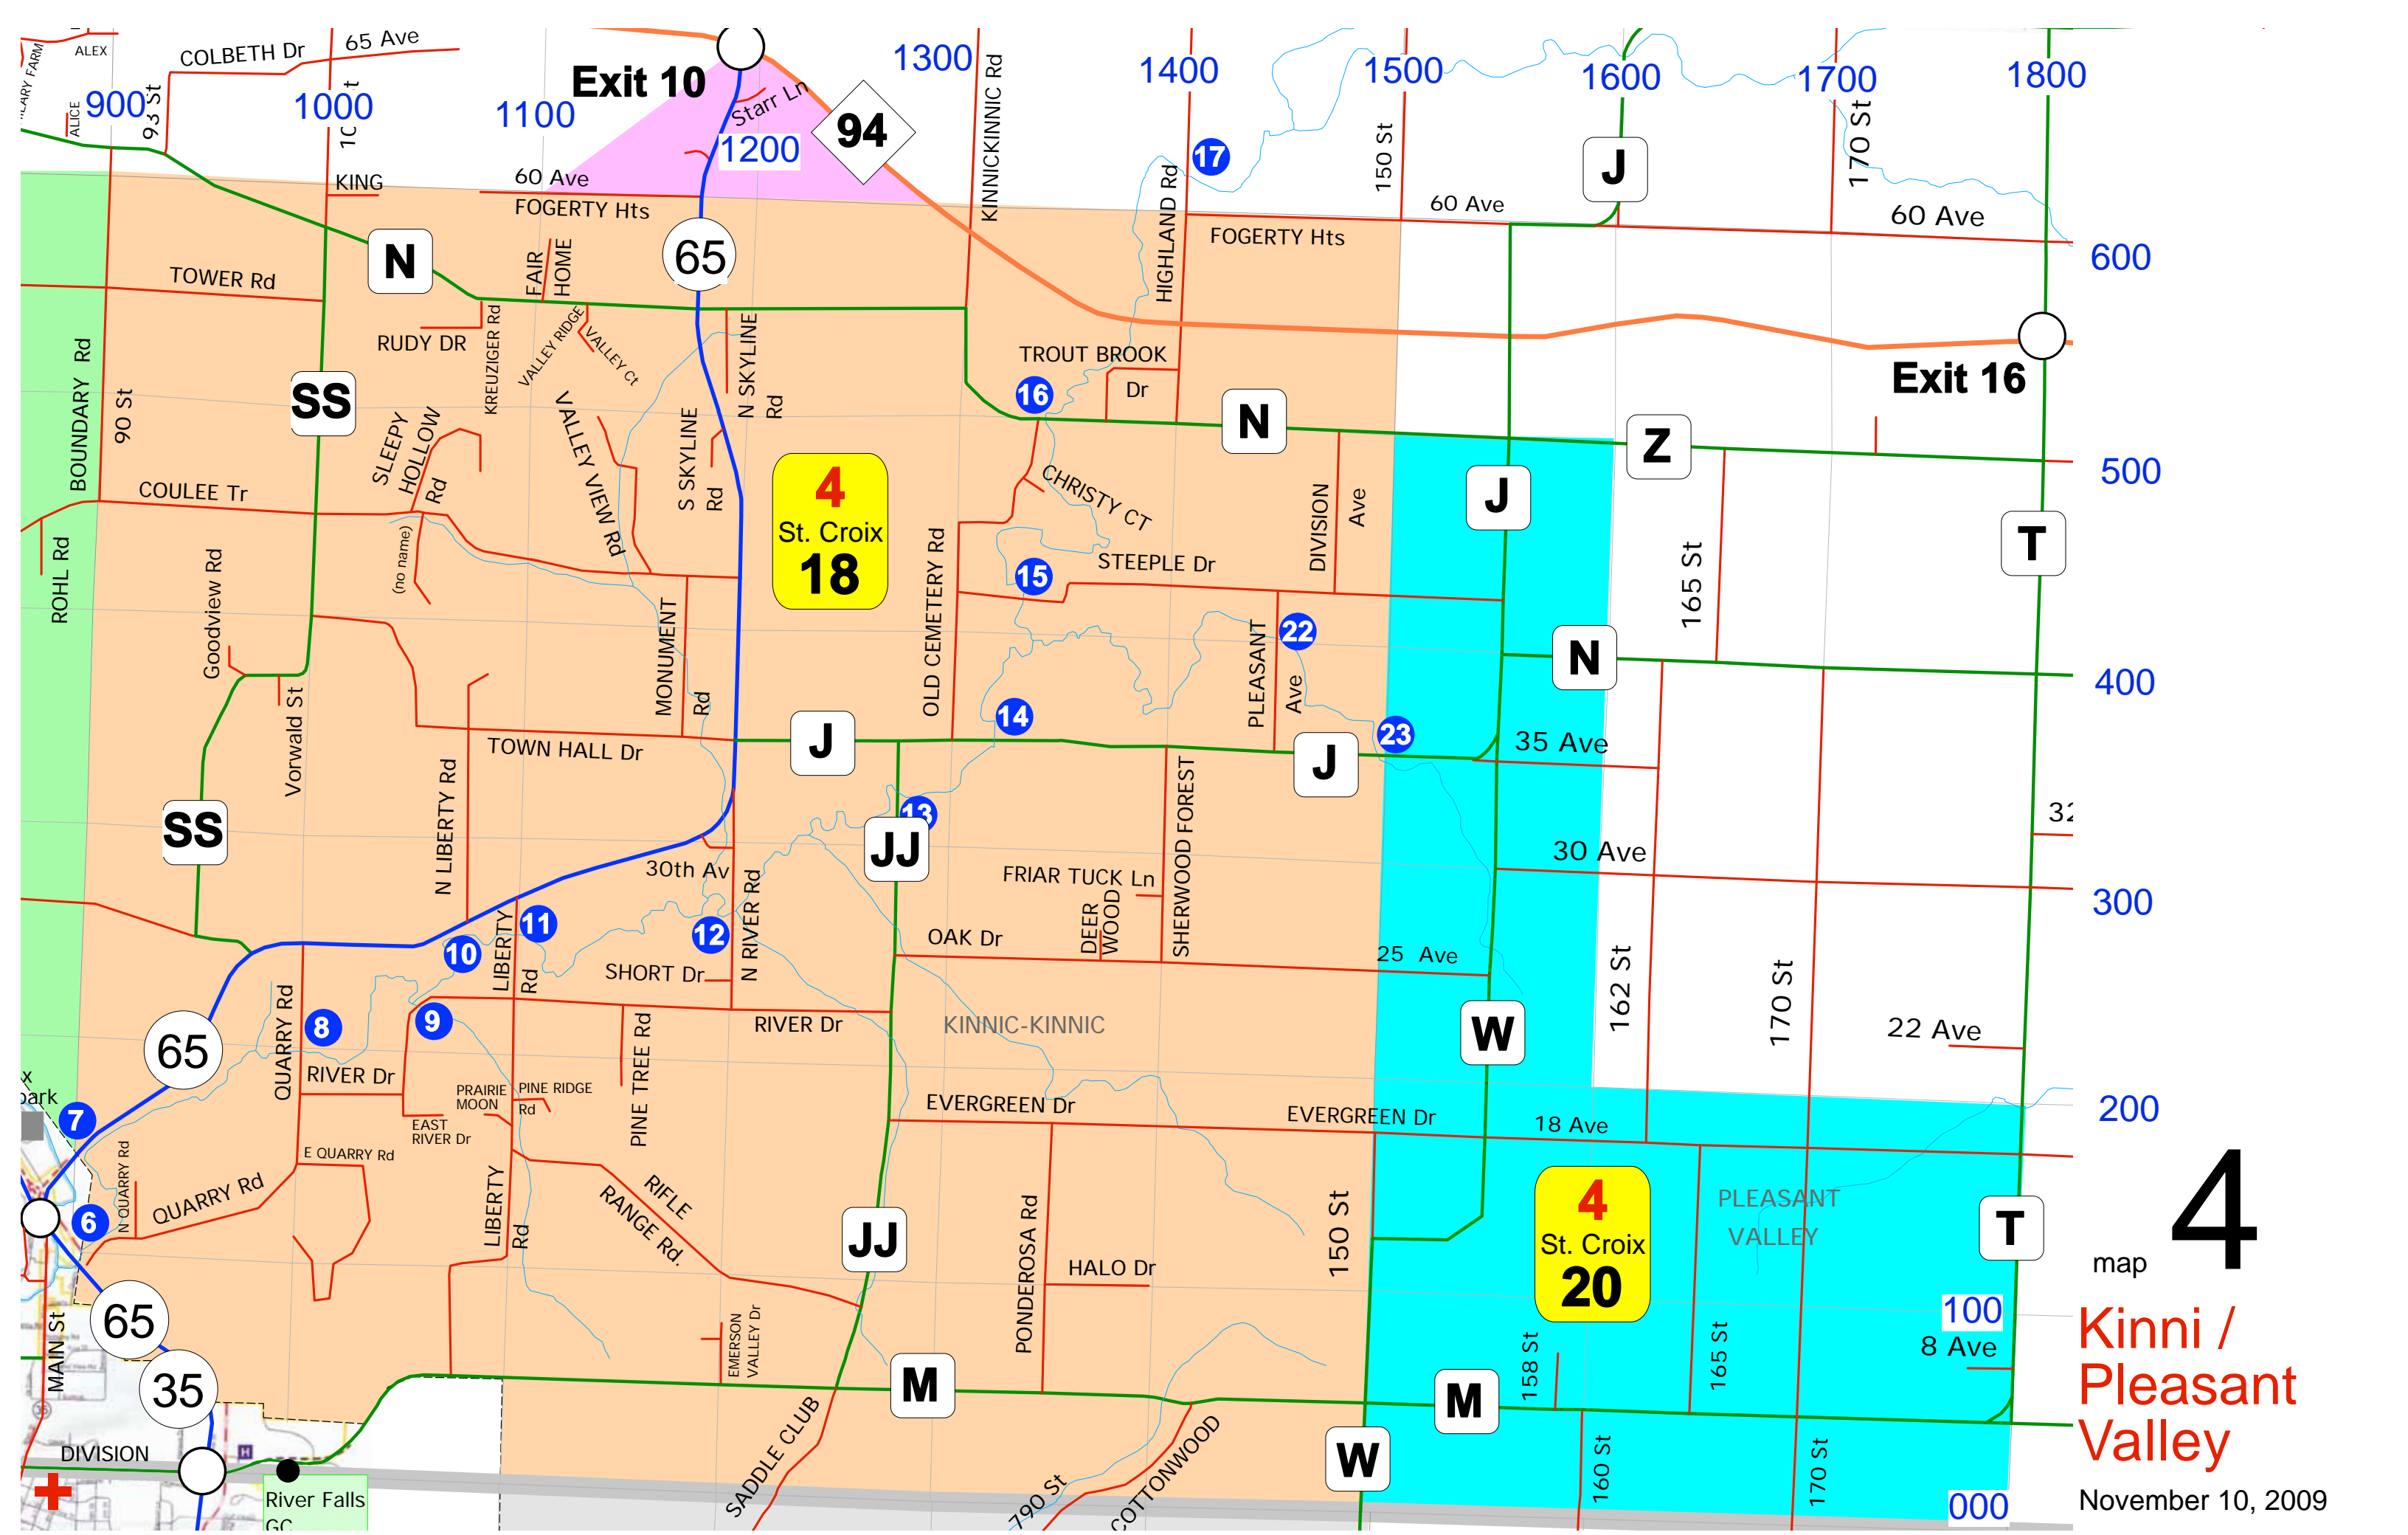 ALEX
COLBETH Dr
65 Ave
HILARY FARM
ALICE
900
93 St
1000
1100
Exit 10
Starr Ln
1200
94
1300
KINNICKINNIC Rd
1400
17
1500
150 St
1600
J
1700
170 St
1800
KING
60 Ave
FOGERTY Hts
65
HIGHLAND Rd
60 Ave
FOGERTY Hts
60 Ave
600
N
TOWER Rd
FAIR
HOME
RUDY DR
KREUZIGER Rd
VALLEY RIDGE
VALLEY Ct
N SKYLINE
Rd
TROUT BROOK
Dr
16
N
Exit 16
BOUNDARY Rd
90 St
SS
SLEEPY
HOLLOW
Rd
VALLEY VIEW Rd
S SKYLINE
Rd
4
St. Croix
18
CHRISTY CT
DIVISION
Ave
J
Z
500
T
COULEE Tr
ROHL Rd
(no name)
Goodview Rd
OLD CEMETERY Rd
15
STEEPLE Dr
165 St
MONUMENT
Rd
PLEASANT
Ave
22
N
400
Vorwald St
14
23
TOWN HALL Dr
J
J
35 Ave
SS
N LIBERTY Rd
13
JJ
30th Av
FRIAR TUCK Ln
DEER
WOOD
SHERWOOD FOREST
30 Ave
32
300
11
10
12
LIBERTY
Rd
SHORT Dr
N RIVER Rd
OAK Dr
25 Ave
162 St
170 St
QUARRY Rd
8
9
65
RIVER Dr
KINNIC-KINNIC
W
22 Ave
RIVER Dr
PRAIRIE
MOON
PINE RIDGE
Rd
PINE TREE Rd
x
park
7
EAST
RIVER Dr
EVERGREEN Dr
EVERGREEN Dr
18 Ave
200
E QUARRY Rd
N QUARRY Rd
QUARRY Rd
6
LIBERTY
Rd
RIFLE
RANGE Rd.
JJ
PONDEROSA Rd
150 St
4
St. Croix
20
PLEASANT
VALLEY
T
map
4
HALO Dr
100
65
35
MAIN St
EMERSON
VALLEY Dr
M
158 St
165 St
8 Ave
Kinni /
Pleasant
Valley
M
DIVISION
H
SADDLE CLUB
790 St
COTTONWOOD
W
160 St
170 St
000
River Falls
GC
November 10, 2009